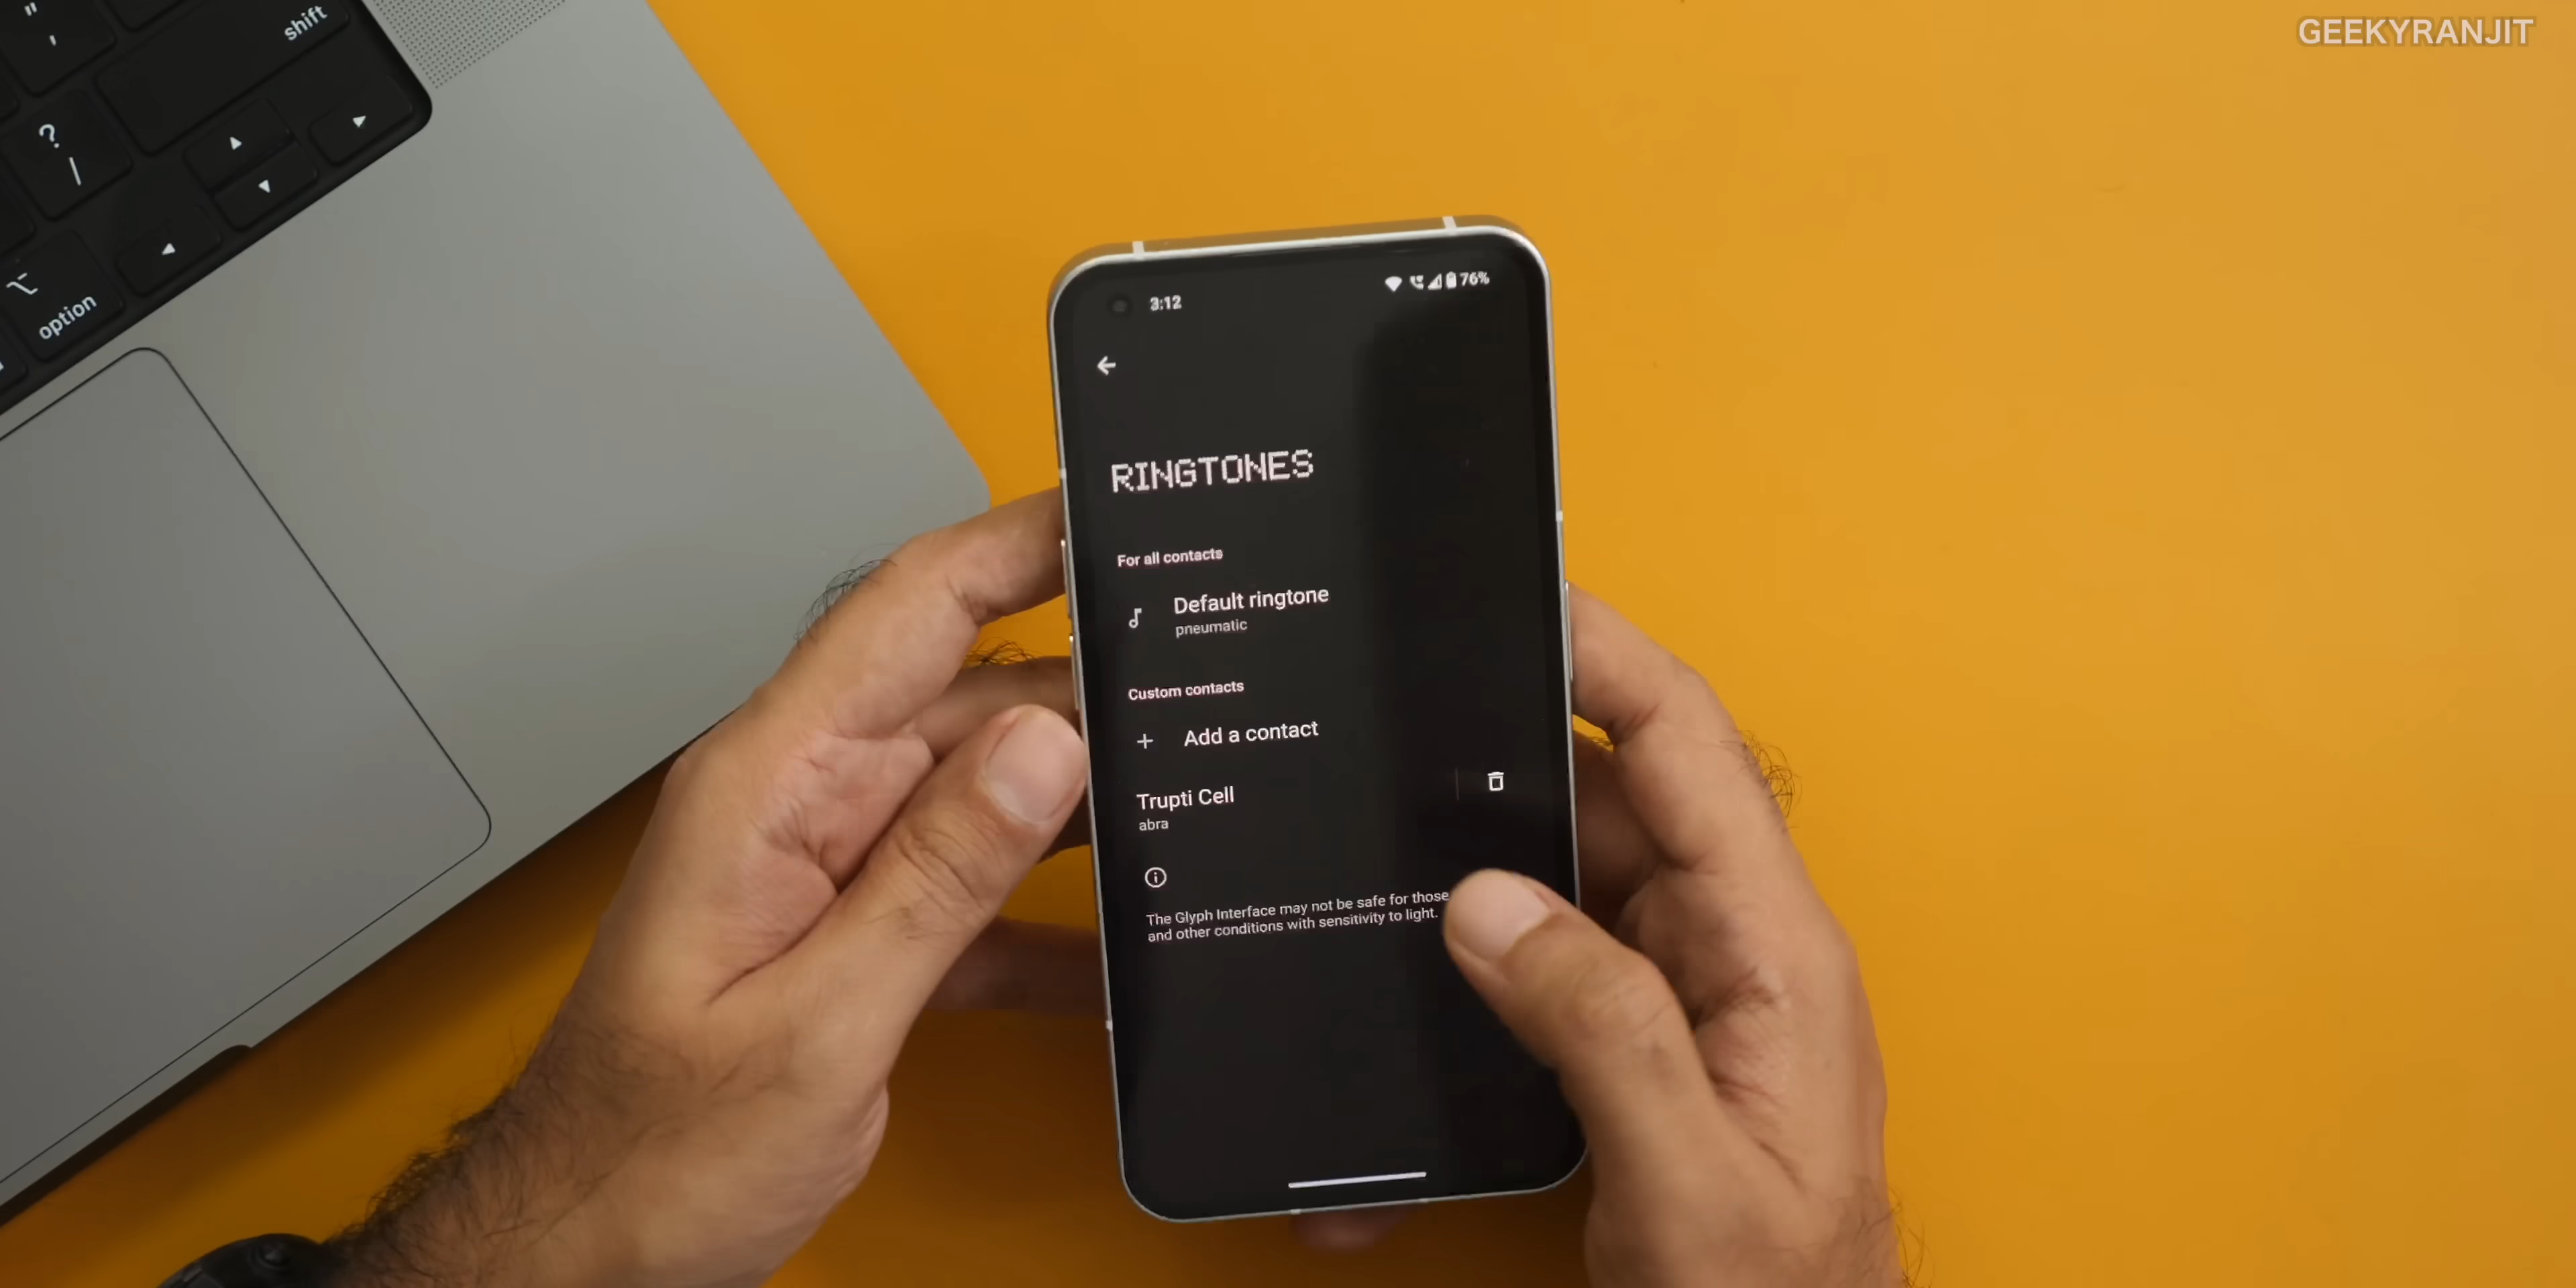 GEEKYRANJIT
"
'
shift
?
/
option
3:12
76%
RINGTONES
For all contacts
Default ringtone
pneumatic
Custom contacts
Add a contact
Trupti Cell
abra
The Glyph Interface may not be safe for those
and other conditions with sensitivity to light.